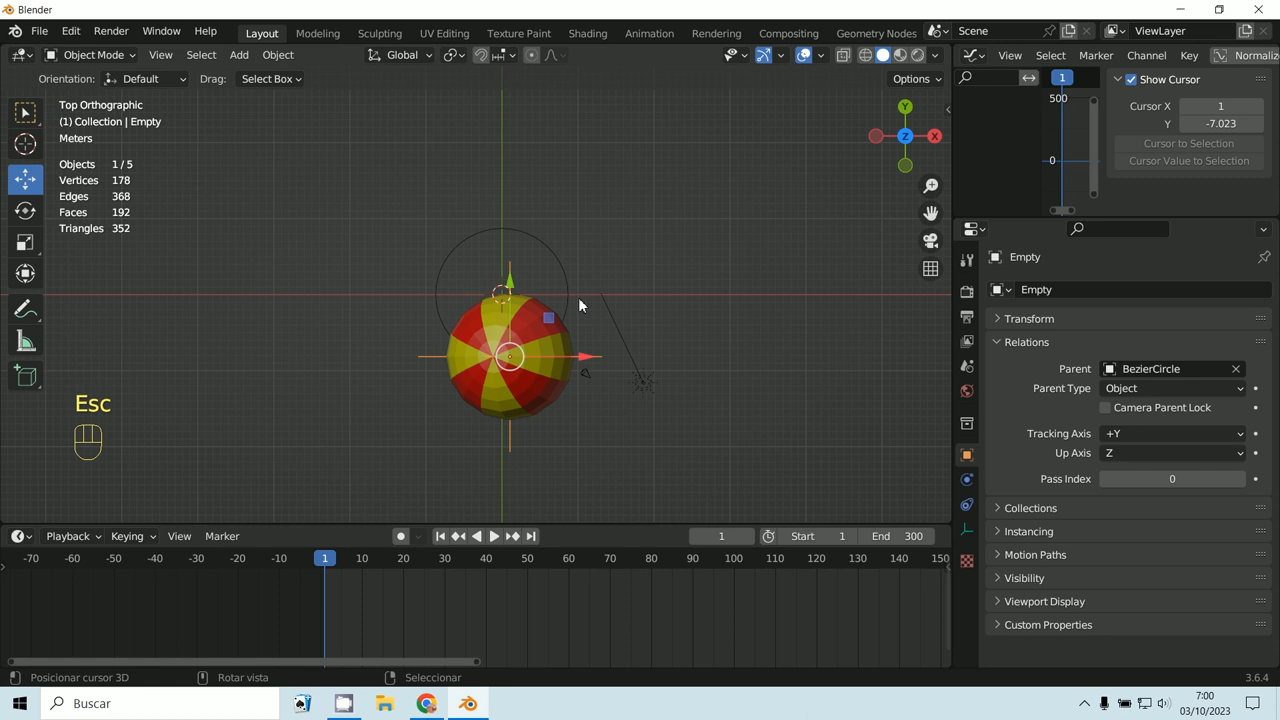 Blender
File Edit Render Window Help Layout Modeling Sculpting UV Editing Texture Paint Shading Animation Rendering Compositing Geometry Nodes Scene ViewLayer
Object Mode View Select Add Object Global View Select Marker Channel Key Normaliz
Orientation: Default Drag: Select Box Options
1 Show Cursor
500
0
Cursor X 1
Y -7.023
Cursor to Selection
Cursor Value to Selection
Top Orthographic
(1) Collection | Empty
Meters
Objects 1/5
Vertices 178
Edges 368
Faces 192
Triangles 352
Y
Z
X
Esc
Empty
Empty
Transform
Relations
Parent BezierCircle
Parent Type Object
Camera Parent Lock
Tracking Axis +Y
Up Axis Z
Pass Index 0
Collections
Instancing
Motion Paths
Visibility
Viewport Display
Custom Properties
Playback Keying View Marker 1 Start 1 End 300
-70 -60 -50 -40 -30 -20 -10 1 10 20 30 40 50 60 70 80 90 100 110 120 130 140 150
Posicionar cursor 3D Rotar vista Seleccionar 3.6.4
Buscar
7:00
03/10/2023